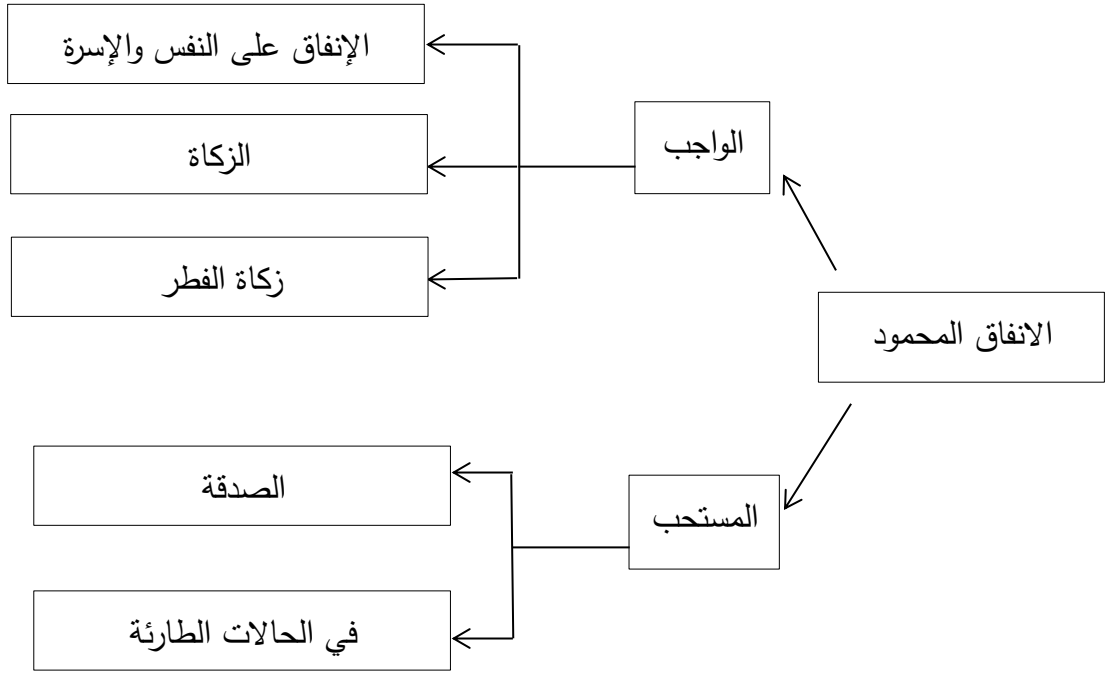 الانفاق المحمود
الواجب
الإنفاق على النفس والإسرة
الزكاة
زكاة الفطر
المستحب
الصدقة
في الحالات الطارئة